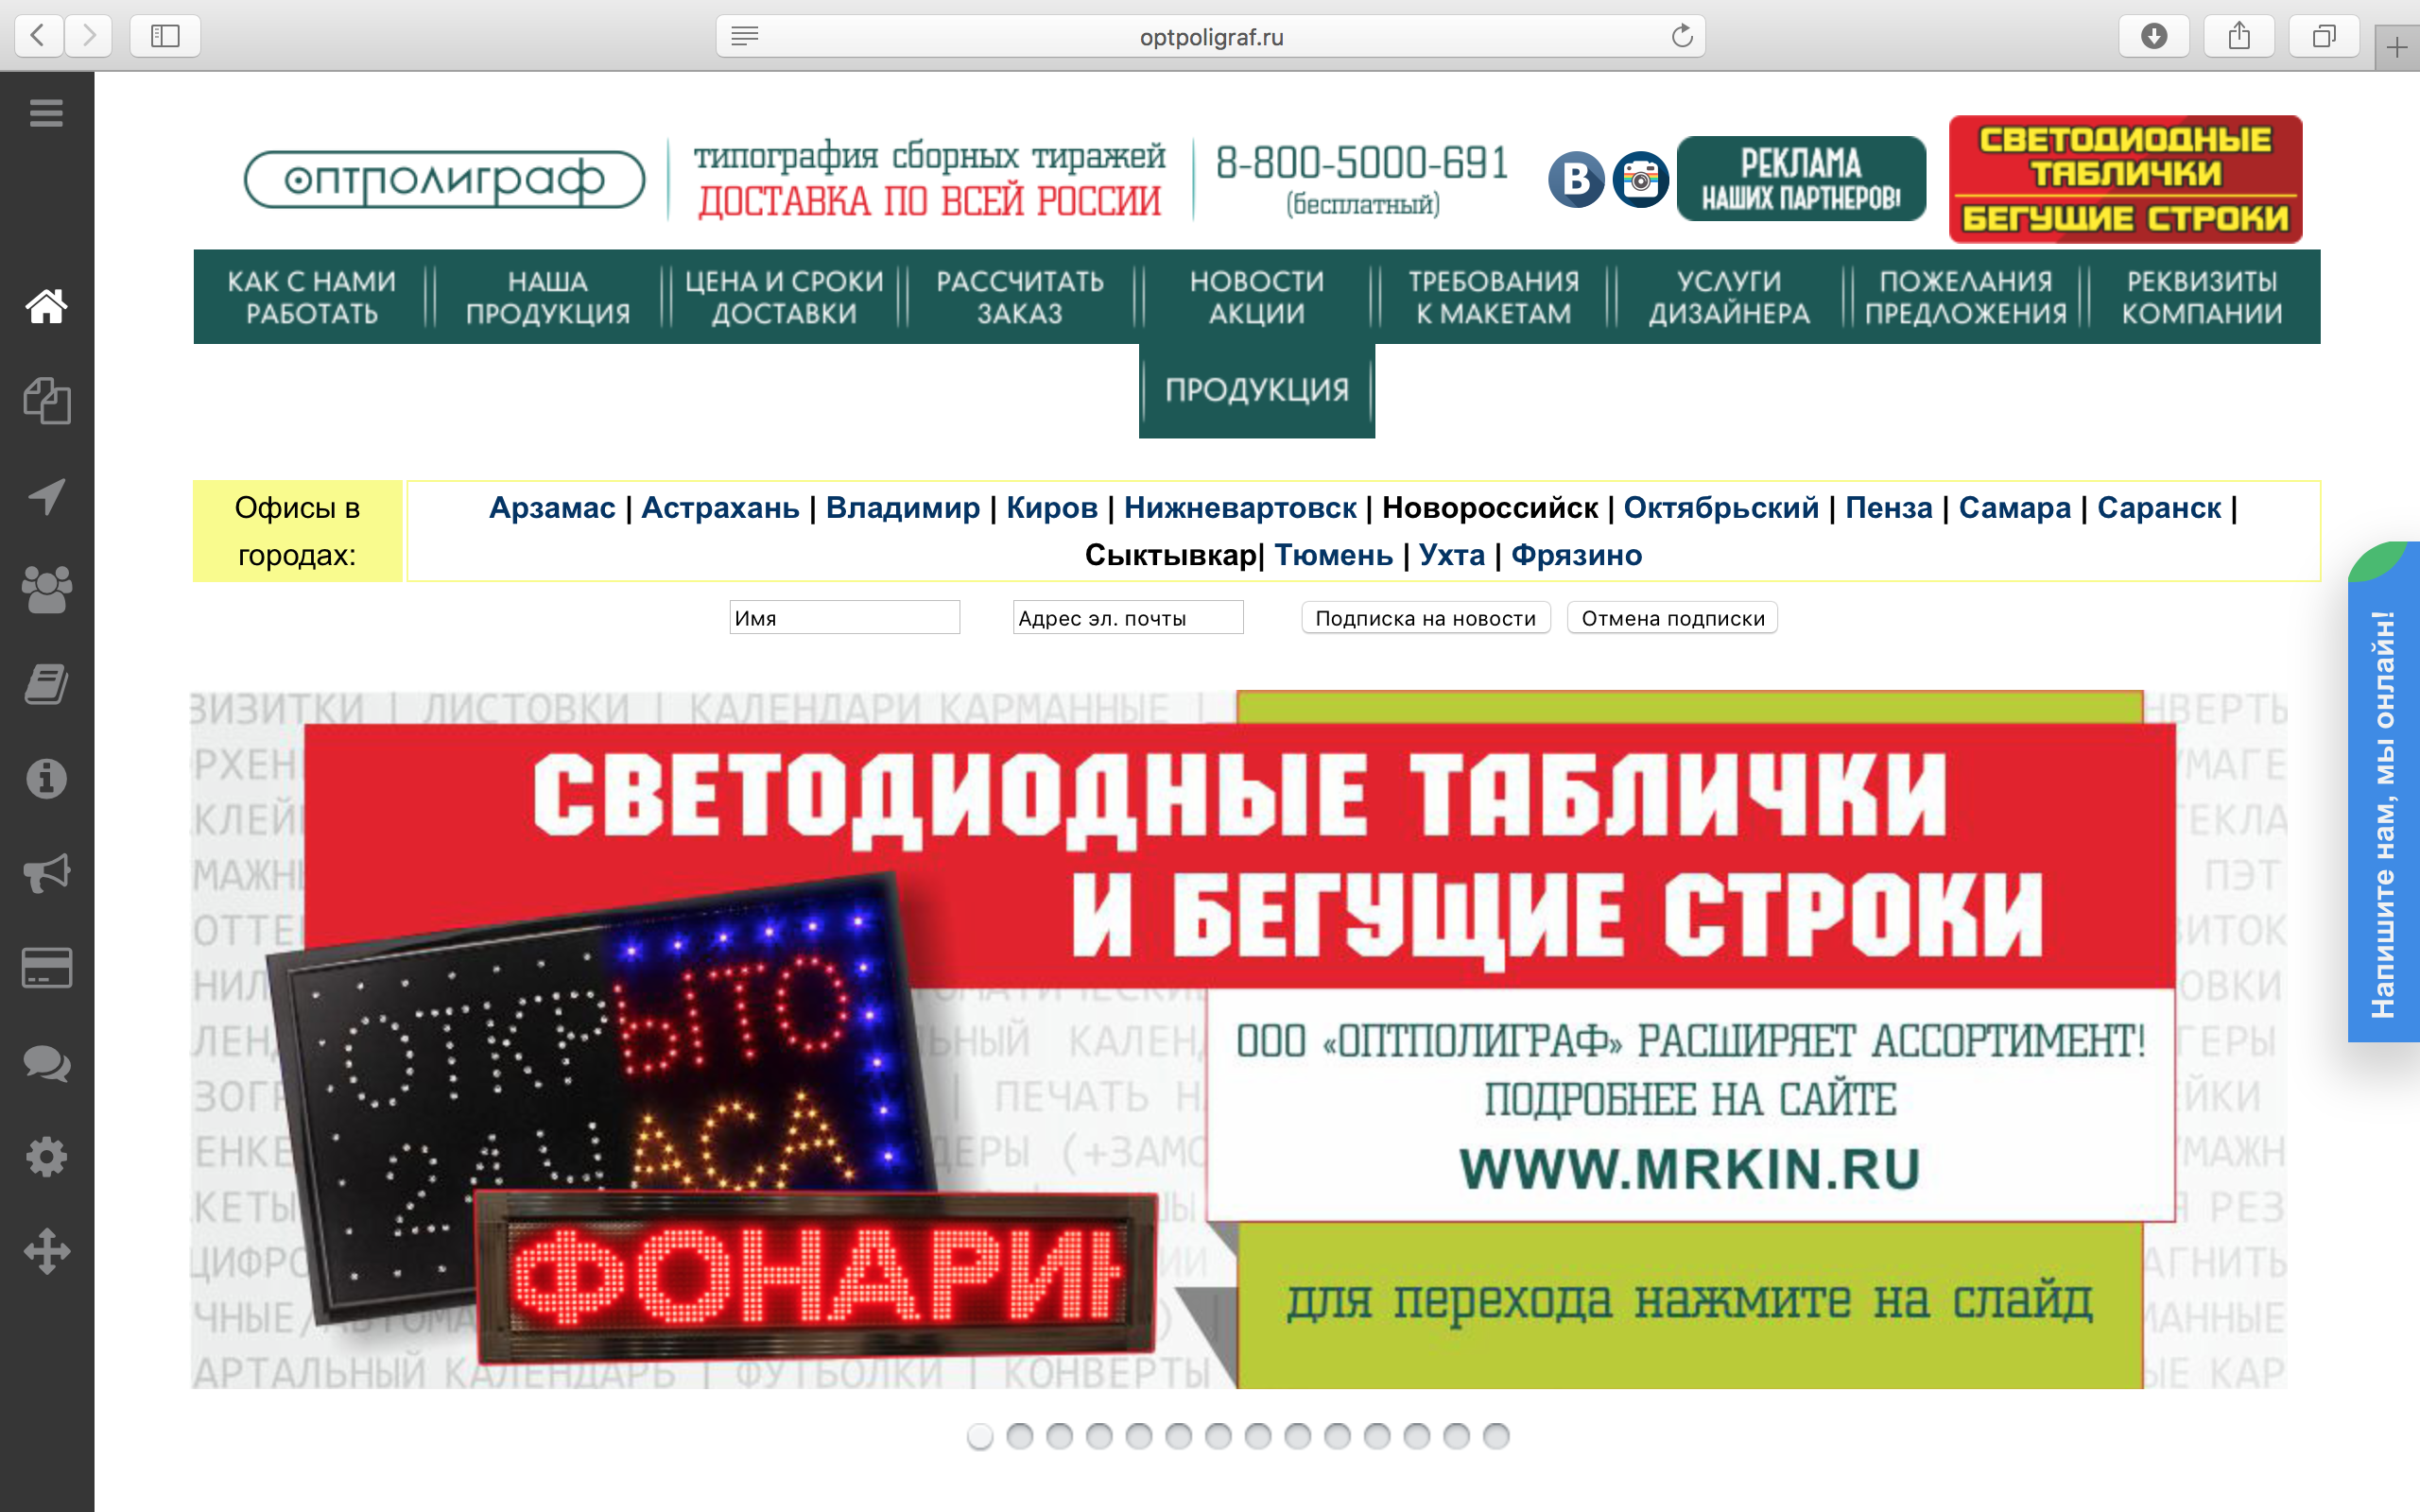 optpoligraf.ru
оптполиграф
типография сборных тиражей
ДОСТАВКА ПО ВСЕЙ РОССИИ
8-800-5000-691
(бесплатный)
В
РЕКЛАМА
НАШИХ ПАРТНЕРОВ!
СВЕТОДИОДНЫЕ
ТАБЛИЧКИ
БЕГУЩИЕ СТРОКИ
КАК С НАМИ
РАБОТАТЬ
НАША
ПРОДУКЦИЯ
ЦЕНА И СРОКИ
ДОСТАВКИ
РАССЧИТАТЬ
ЗАКАЗ
НОВОСТИ
АКЦИИ
ТРЕБОВАНИЯ
К МАКЕТАМ
УСЛУГИ
ДИЗАЙНЕРА
ПОЖЕЛАНИЯ
ПРЕДЛОЖЕНИЯ
РЕКВИЗИТЫ
КОМПАНИИ
ПРОДУКЦИЯ
Офисы в
городах:
Арзамас | Астрахань | Владимир | Киров | Нижневартовск | Новороссийск | Октябрьский | Пенза | Самара | Саранск |
Сыктывкар| Тюмень | Ухта | Фрязино
Имя
Адрес эл. почты
Подписка на новости
Отмена подписки
Напишите нам, мы онлайн!
ВИЗИТКИ | ЛИСТОВКИ | КАЛЕНДАРИ КАРМАННЫЕ |
СВЕТОДИОДНЫЕ ТАБЛИЧКИ
И БЕГУЩИЕ СТРОКИ
ОТКРЫТО
24 ЧАСА
ФОНАРИ
ООО «ОПТПОЛИГРАФ» РАСШИРЯЕТ АССОРТИМЕНТ!
ПОДРОБНЕЕ НА САЙТЕ
WWW.MRKIN.RU
для перехода нажмите на слайд
АРТАЛЬНЫЙ КАЛЕНДАРЬ | ФУТБОЛКИ | КОНВЕРТЫ